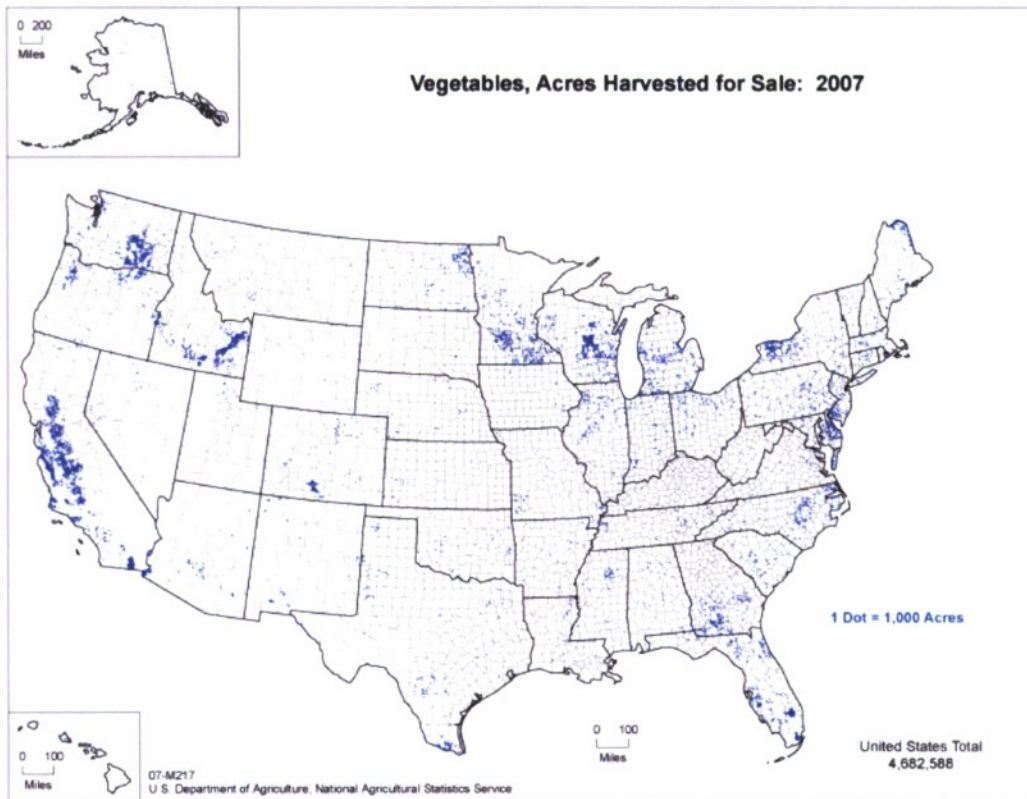 0 200
Miles
Vegetables, Acres Harvested for Sale: 2007
1 Dot = 1,000 Acres
0 100
Miles
0 100
Miles
United States Total
4,682,588
07-M217
U.S. Department of Agriculture, National Agricultural Statistics Service